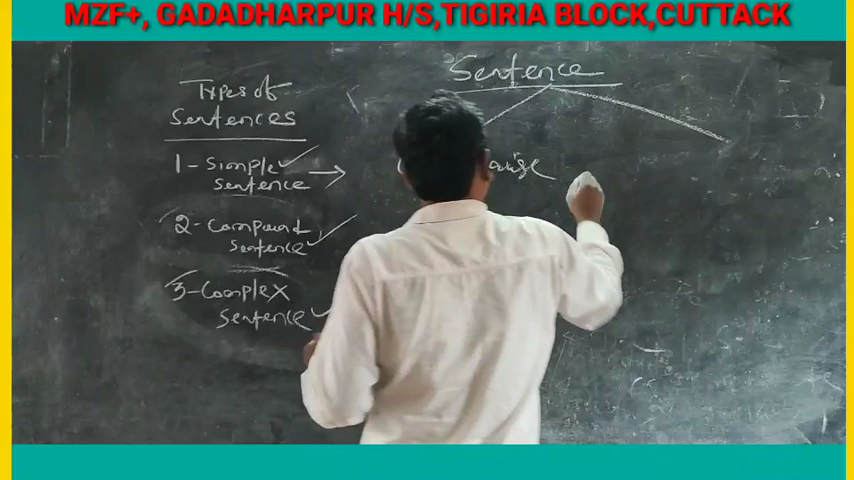 MZF+, GADADHARPUR H/S,TIGIRIA BLOCK,CUTTACK
Types of
Sentences
1-Simple
Sentence
2-Compound
Sentence
3-Complex
Sentence
Sentence